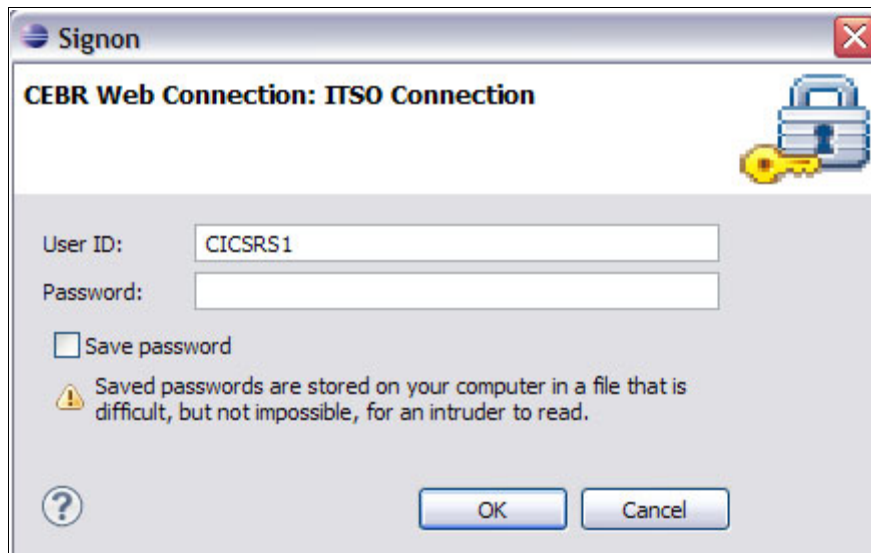 Signon
CEBR Web Connection: ITSO Connection
User ID: CICSRS1
Password:
Save password
Saved passwords are stored on your computer in a file that is
difficult, but not impossible, for an intruder to read.
? OK Cancel